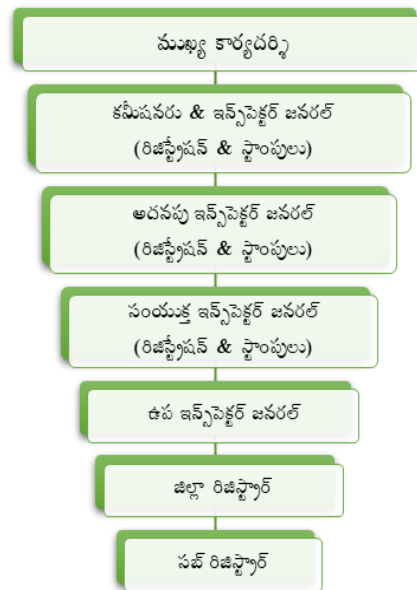 ముఖ్య కార్యదర్శి
కమీషనరు & ఇన్స్‌పెక్టర్ జనరల్
(రిజిస్ట్రేషన్ & స్టాంపులు)
అదనపు ఇన్స్‌పెక్టర్ జనరల్
(రిజిస్ట్రేషన్ & స్టాంపులు)
సంయుక్త ఇన్స్‌పెక్టర్ జనరల్
(రిజిస్ట్రేషన్ & స్టాంపులు)
ఉప ఇన్స్‌పెక్టర్ జనరల్
జిల్లా రిజిస్ట్రార్
సబ్ రిజిస్ట్రార్